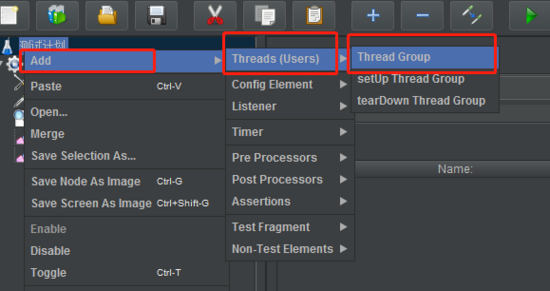 测试计划
Add
Paste Ctrl-V
Open...
Merge
Save Selection As...
Save Node As Image Ctrl-G
Save Screen As Image Ctrl+Shift-G
Enable
Disable
Toggle Ctrl-T
Threads (Users)
Config Element
Listener
Timer
Pre Processors
Post Processors
Assertions
Test Fragment
Non-Test Elements
Thread Group
setUp Thread Group
tearDown Thread Group
Name: